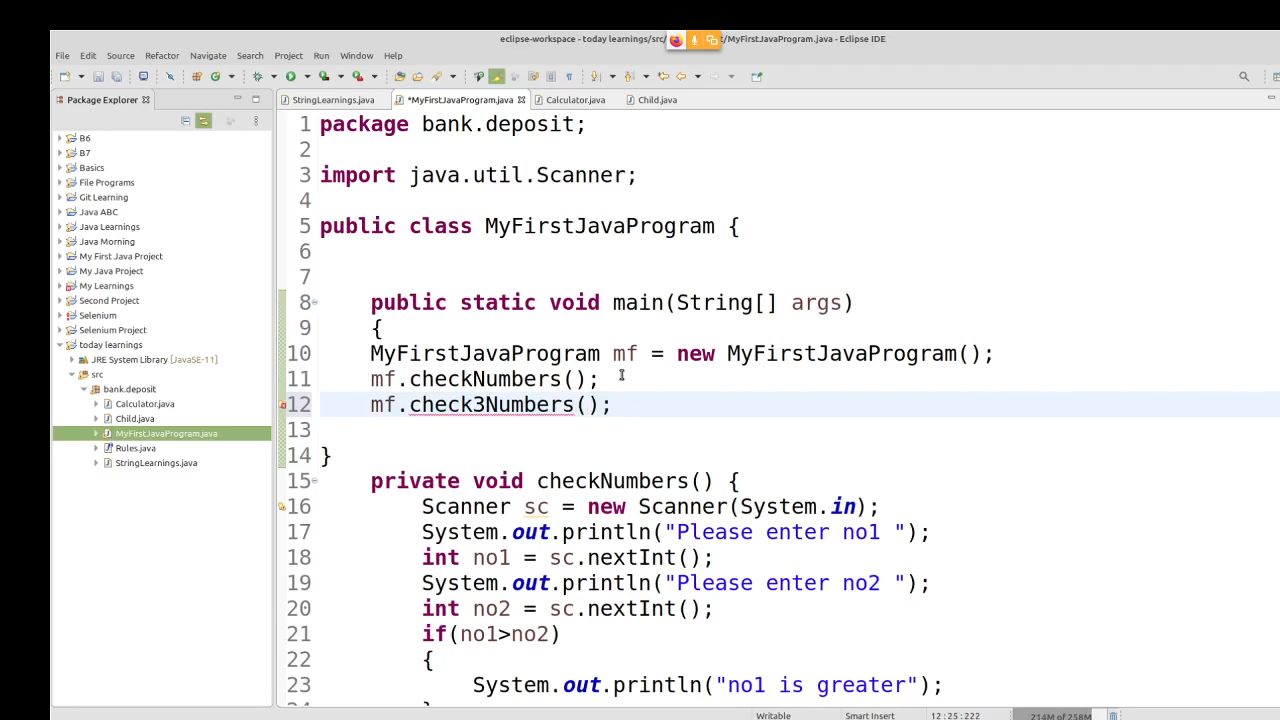 eclipse-workspace - today learnings/src/ t/MyFirstJavaProgram.java - Eclipse IDE
File Edit Source Refactor Navigate Search Project Run Window Help
Package Explorer
StringLearnings.java *MyFirstJavaProgram.java Calculator.java Child.java
B6
B7
Basics
File Programs
Git Learning
Java ABC
Java Learnings
Java Morning
My First Java Project
My Java Project
My Learnings
Second Project
Selenium
Selenium Project
today learnings
JRE System Library [JavaSE-11]
src
bank.deposit
Calculator.java
Child.java
MyFirstJavaProgram.java
Rules.java
StringLearnings.java
1 package bank.deposit;
2
3 import java.util.Scanner;
4
5 public class MyFirstJavaProgram {
6
7
8 public static void main(String[] args)
9 {
10 MyFirstJavaProgram mf = new MyFirstJavaProgram();
11 mf.checkNumbers();
12 mf.check3Numbers();
13
14 }
15 private void checkNumbers() {
16 Scanner sc = new Scanner(System.in);
17 System.out.println("Please enter no1 ");
18 int no1 = sc.nextInt();
19 System.out.println("Please enter no2 ");
20 int no2 = sc.nextInt();
21 if(no1>no2)
22 {
23 System.out.println("no1 is greater");
Writable Smart Insert 12:25:222 214M of 258M